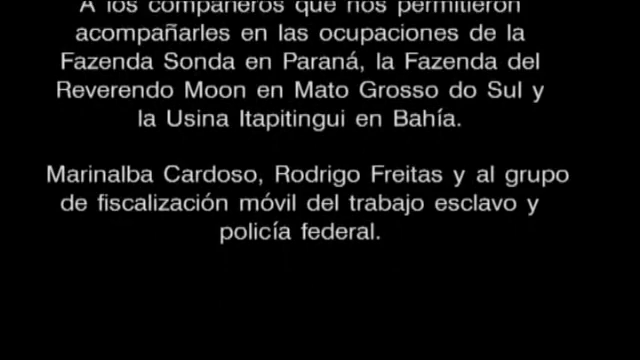 A los compañeros que nos permitieron
acompañarles en las ocupaciones de la
Fazenda Sonda en Paraná, la Fazenda del
Reverendo Moon en Mato Grosso do Sul y
la Usina Itapitingui en Bahía.
Marinalba Cardoso, Rodrigo Freitas y al grupo
de fiscalización móvil del trabajo esclavo y
policía federal.